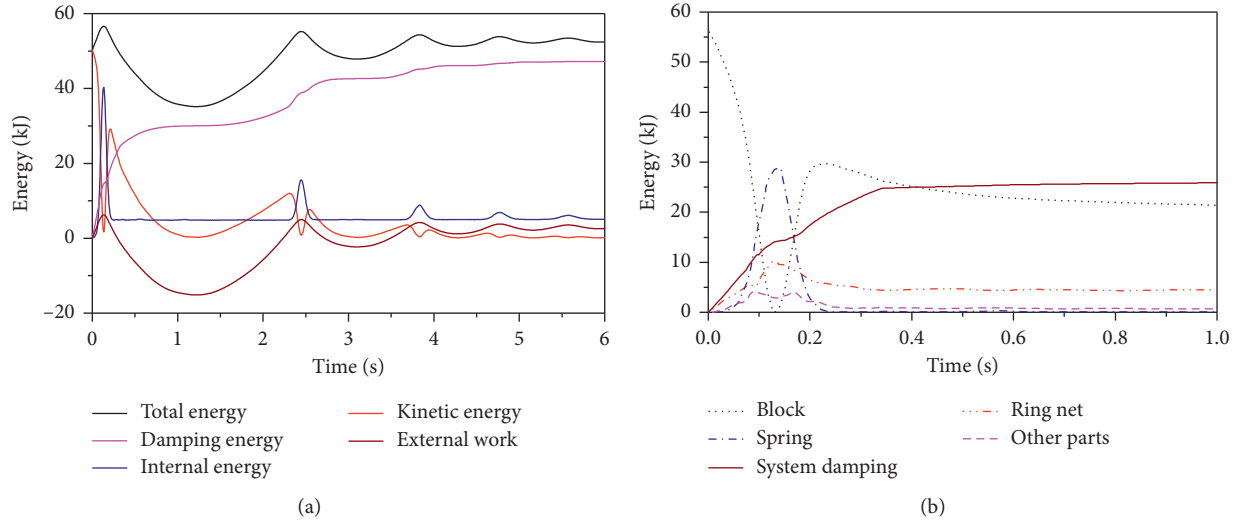 60
40
20
0
−20
Energy (kJ)
0 1 2 3 4 5 6
Time (s)
Total energy
Damping energy
Internal energy
Kinetic energy
External work
(a)
60
50
40
30
20
10
0
Energy (kJ)
0.0 0.2 0.4 0.6 0.8 1.0
Time (s)
Block
Spring
System damping
Ring net
Other parts
(b)